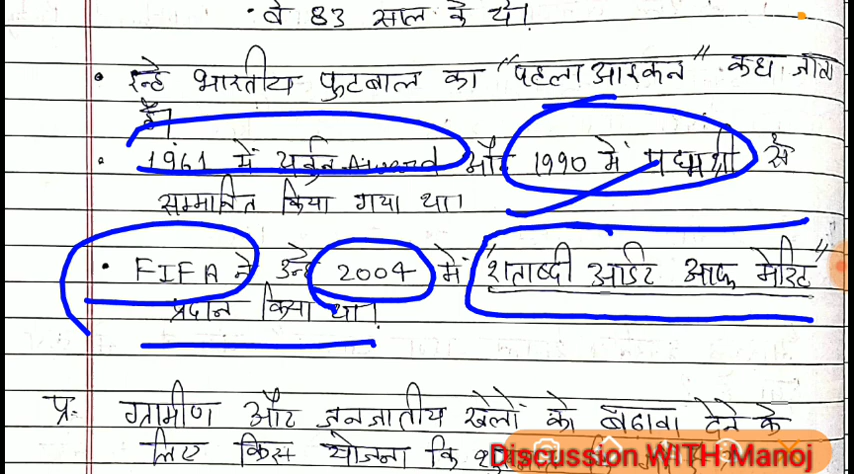 • वे 83 साल के थे।
• इन्हे भारतीय फुटबाल का "पहला आइकन" कहा जाता
है।
• 1961 में अर्जुन Award और 1990 में पद्मश्री से
सम्मानित किया गया था।
• FIFA ने उन्हे 2004 में "शताब्दी आर्डर आफ मेरिट"
प्रदान किया था।
प्र. ग्रामीण और जनजातीय खेलों को बढावा देने के
लिए किस योजना कि
Discussion WITH Manoj